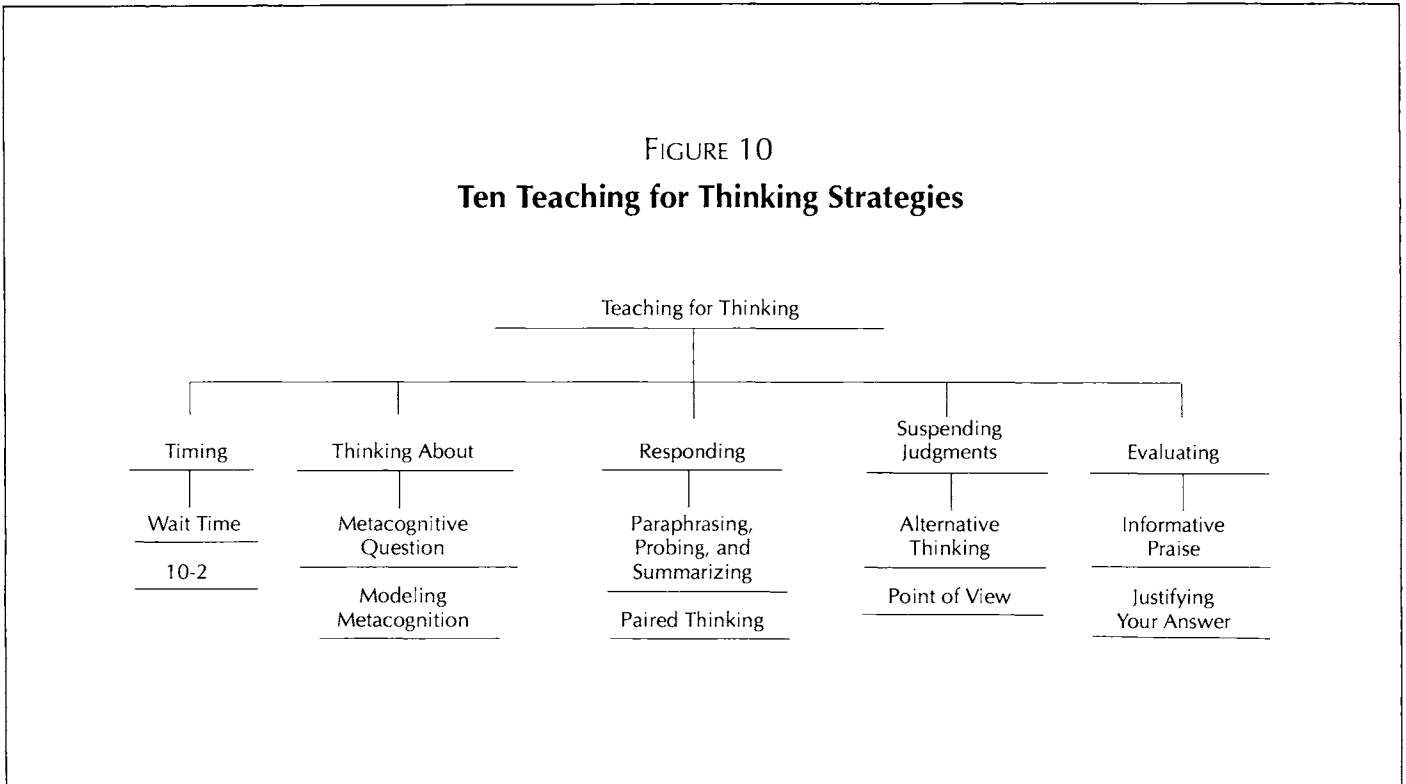 FIGURE 10
Ten Teaching for Thinking Strategies
Teaching for Thinking
Timing
Wait Time
10-2
Thinking About
Metacognitive
Question
Modeling
Metacognition
Responding
Paraphrasing,
Probing, and
Summarizing
Paired Thinking
Suspending
Judgments
Alternative
Thinking
Point of View
Evaluating
Informative
Praise
Justifying
Your Answer